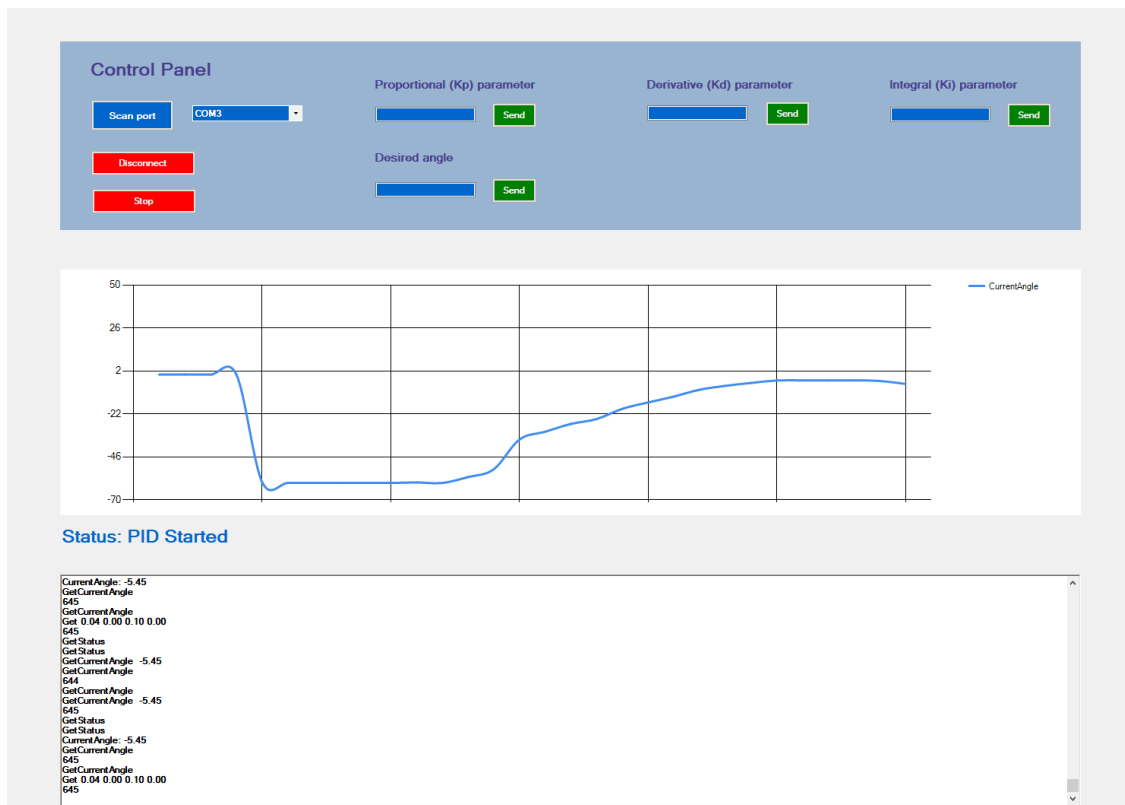 Control Panel
Scan port
COM3
Disconnect
Stop
Proportional (Kp) parameter
Send
Desired angle
Send
Derivative (Kd) parameter
Send
Integral (Ki) parameter
Send
50
26
2
-22
-46
-70
CurrentAngle
Status: PID Started
CurrentAngle: -5.45
GetCurrentAngle
645
GetCurrentAngle
Get 0.04 0.00 0.10 0.00
645
GetStatus
GetStatus
GetCurrentAngle -5.45
GetCurrentAngle
644
GetCurrentAngle
GetCurrentAngle -5.45
645
GetStatus
GetStatus
CurrentAngle: -5.45
GetCurrentAngle
645
GetCurrentAngle
Get 0.04 0.00 0.10 0.00
645